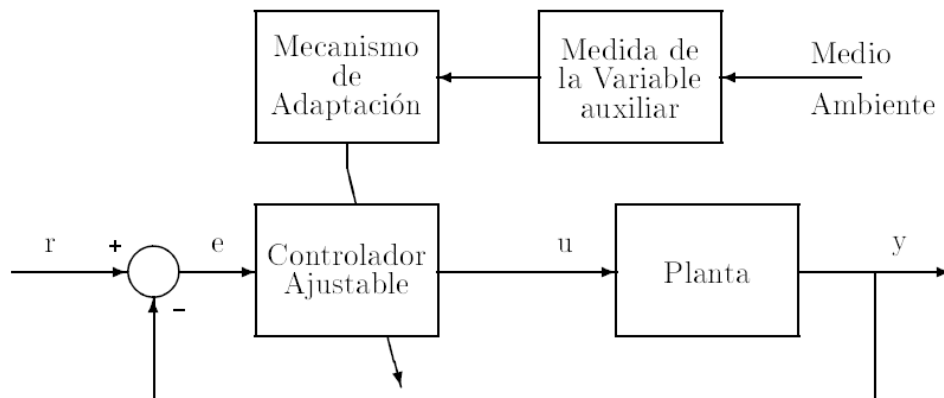 Mecanismo
de
Adaptación
Medida de
la Variable
auxiliar
Medio
Ambiente
r
+
e
Controlador
Ajustable
u
Planta
y
-